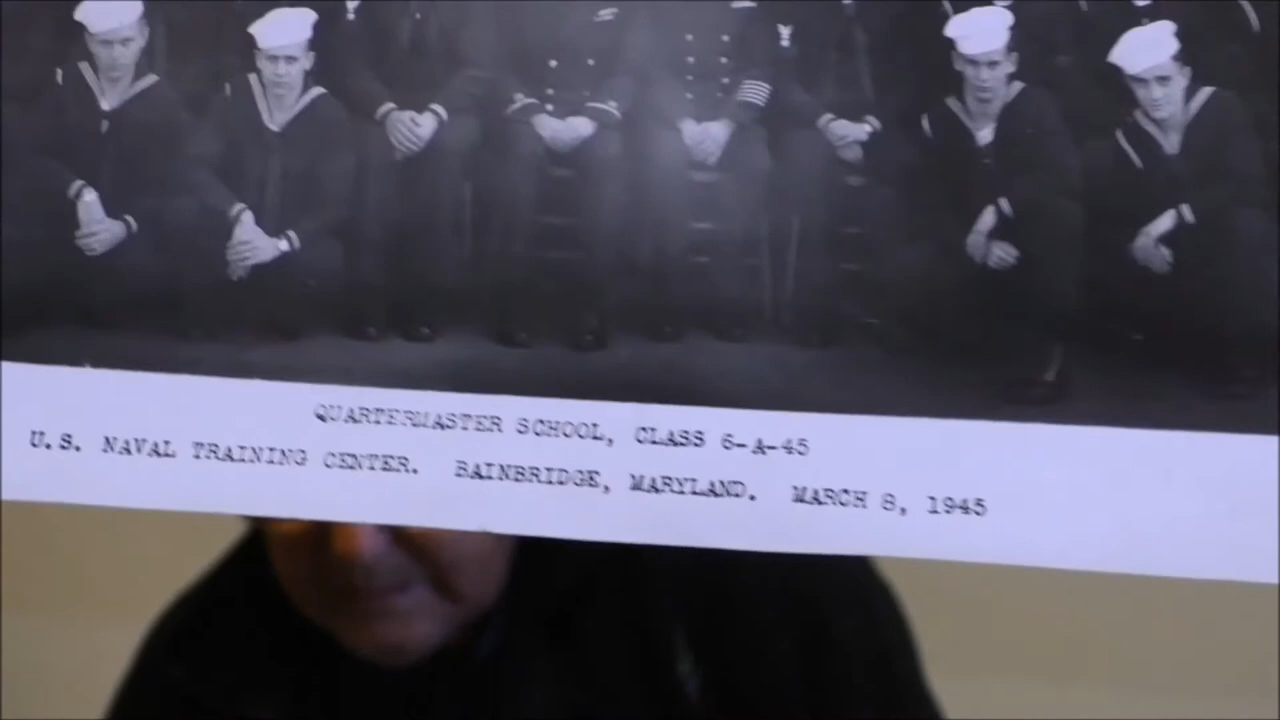 QUARTERMASTER SCHOOL, CLASS 6-A-45
U.S. NAVAL TRAINING CENTER. BAINBRIDGE, MARYLAND. MARCH 8, 1945